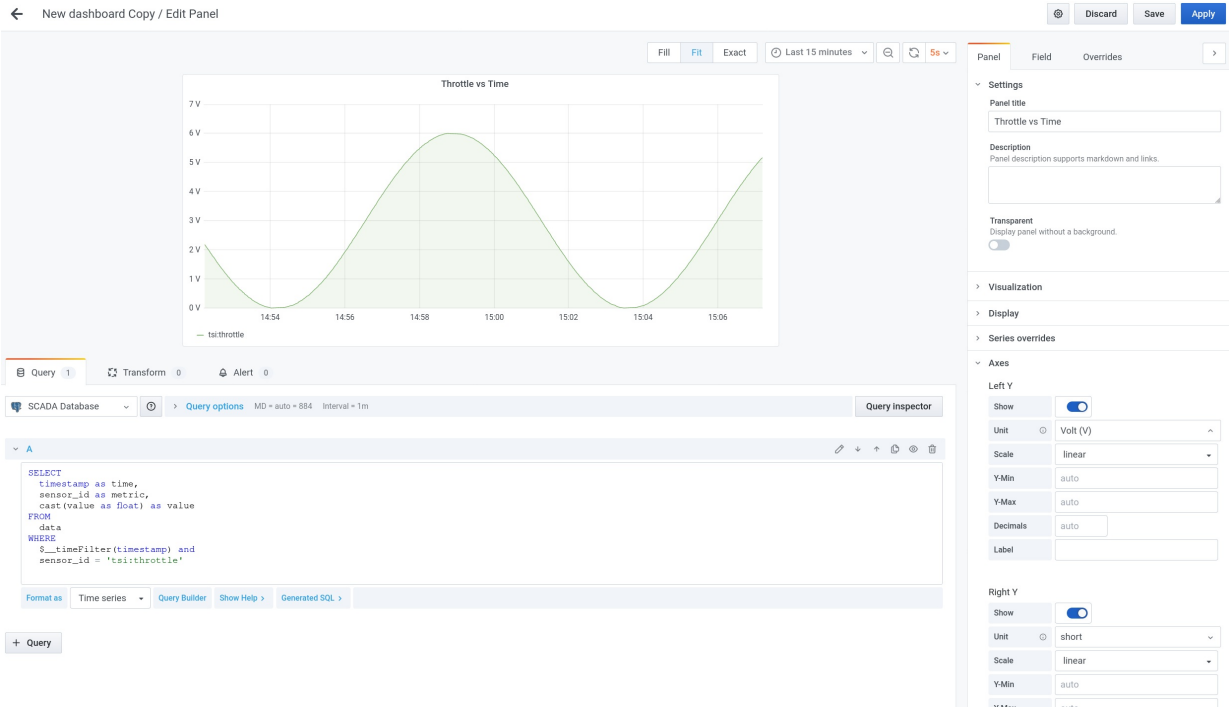 New dashboard Copy / Edit Panel
Discard
Save
Apply
Fill
Fit
Exact
Last 15 minutes
5s
Throttle vs Time
7 V
6 V
5 V
4 V
3 V
2 V
1 V
0 V
14:54
14:56
14:58
15:00
15:02
15:04
15:06
tsi:throttle
Query 1
Transform 0
Alert 0
SCADA Database
Query options MD = auto = 884 Interval = 1m
Query inspector
A
SELECT
timestamp as time,
sensor_id as metric,
cast(value as float) as value
FROM
data
WHERE
$__timeFilter(timestamp) and
sensor_id = 'tsi:throttle'
Format as
Time series
Query Builder
Show Help >
Generated SQL >
+ Query
Panel
Field
Overrides
Settings
Panel title
Throttle vs Time
Description
Panel description supports markdown and links.
Transparent
Display panel without a background.
Visualization
Display
Series overrides
Axes
Left Y
Show
Unit Volt (V)
Scale linear
Y-Min auto
Y-Max auto
Decimals auto
Label
Right Y
Show
Unit short
Scale linear
Y-Min auto